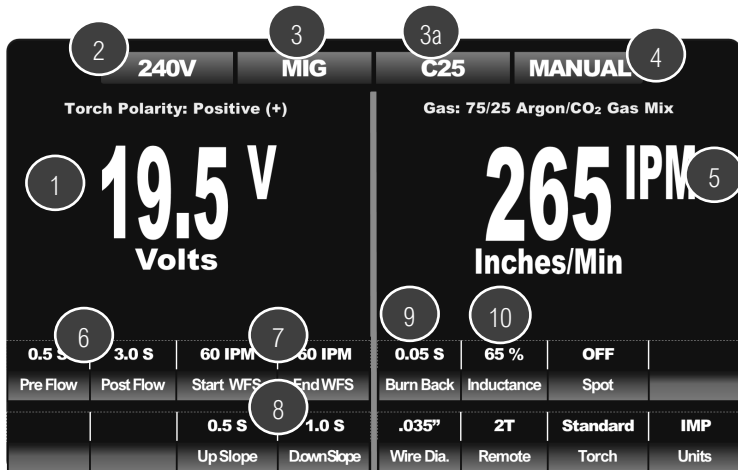 2 3 3a 4
240V MIG C25 MANUAL
Torch Polarity: Positive (+) Gas: 75/25 Argon/CO₂ Gas Mix
1 19.5 V 265 IPM 5
Volts Inches/Min
6 7 9 10
0.5 S 3.0 S 60 IPM 60 IPM 0.05 S 65 % OFF
Pre Flow Post Flow Start WFS End WFS Burn Back Inductance Spot
8
0.5 S 1.0 S .035” 2T Standard IMP
Up Slope Down Slope Wire Dia. Remote Torch Units